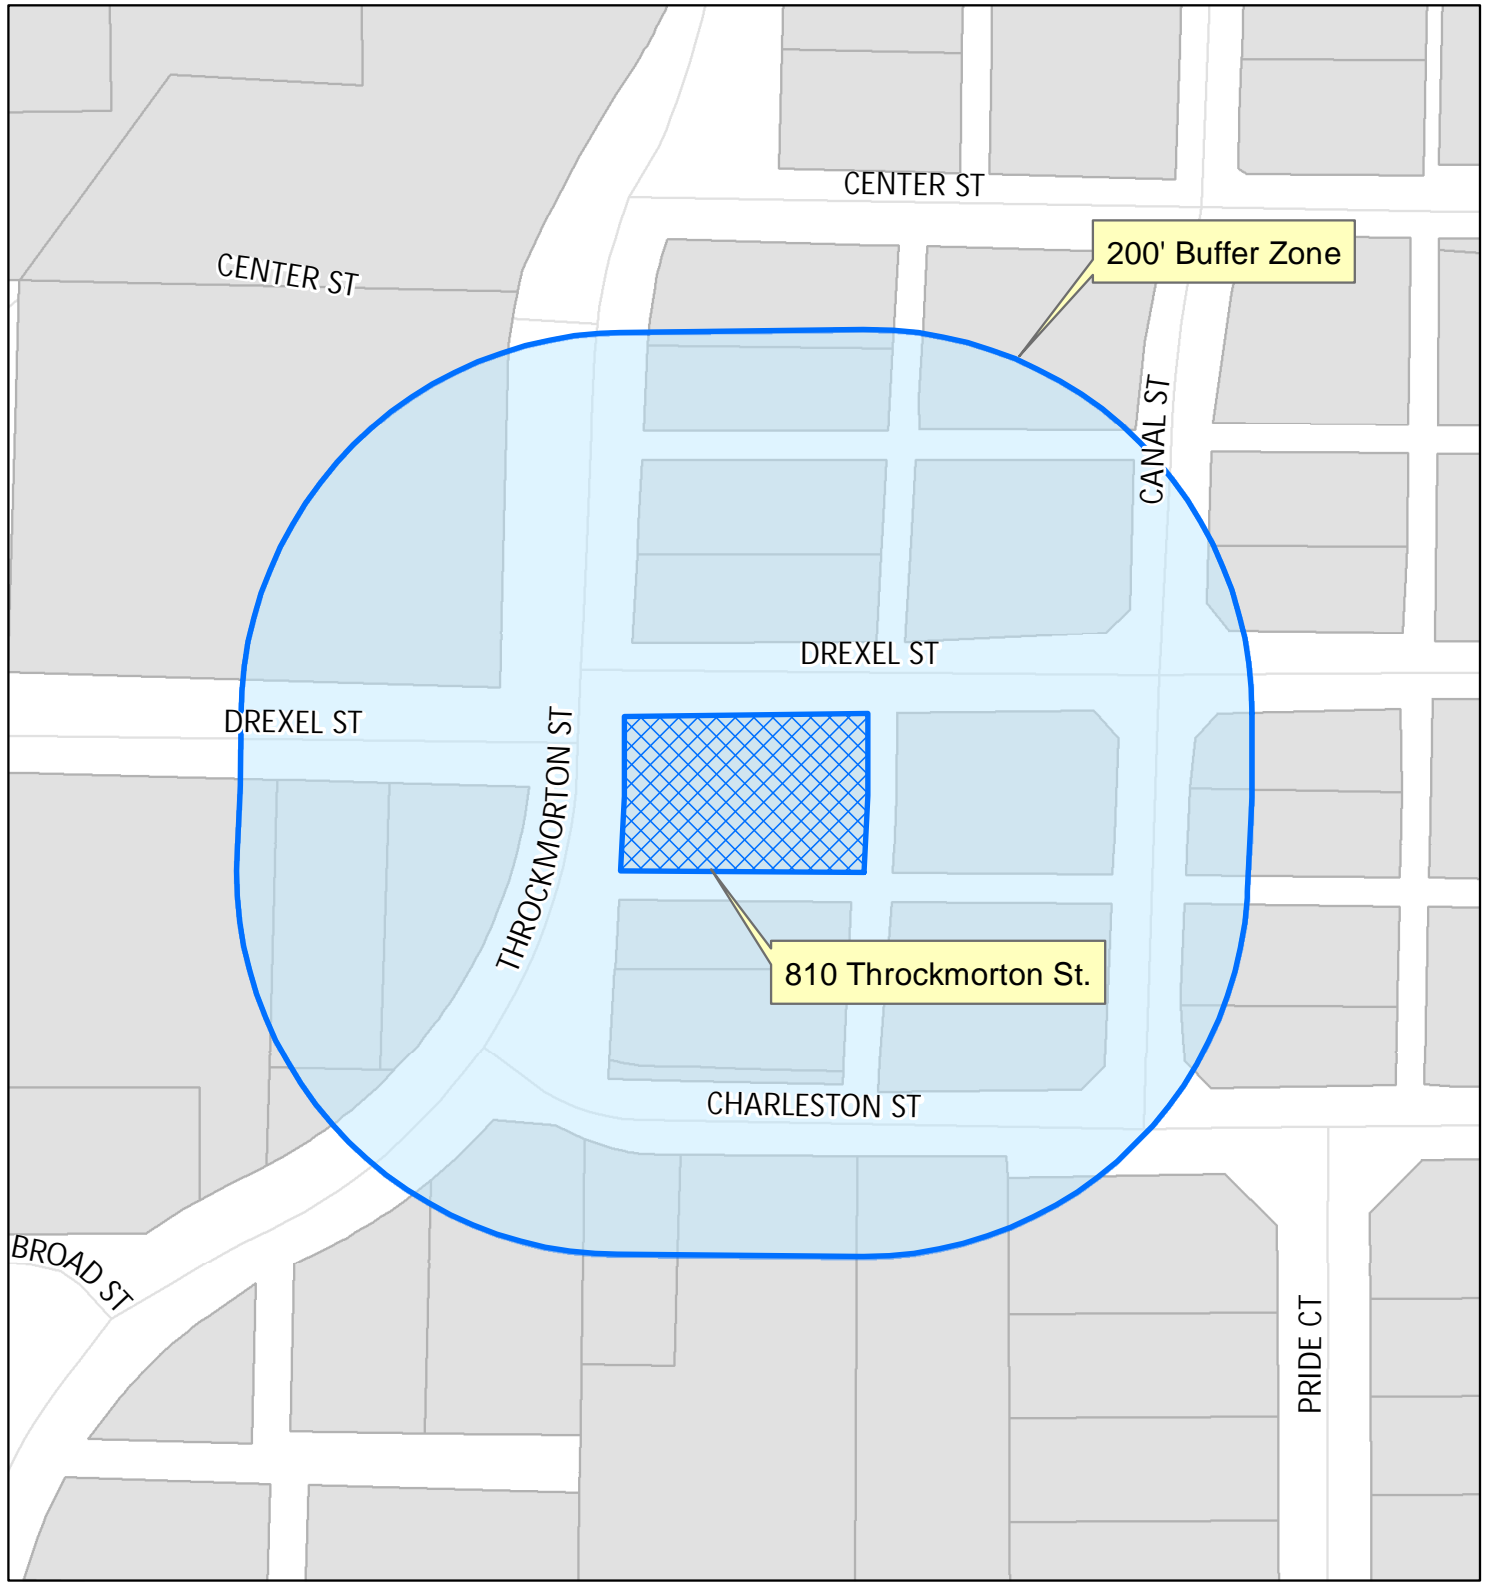 CENTER ST
200' Buffer Zone
CENTER ST
CANAL ST
DREXEL ST
DREXEL ST
THROCKMORTON ST
810 Throckmorton St.
CHARLESTON ST
BROAD ST
PRIDE CT